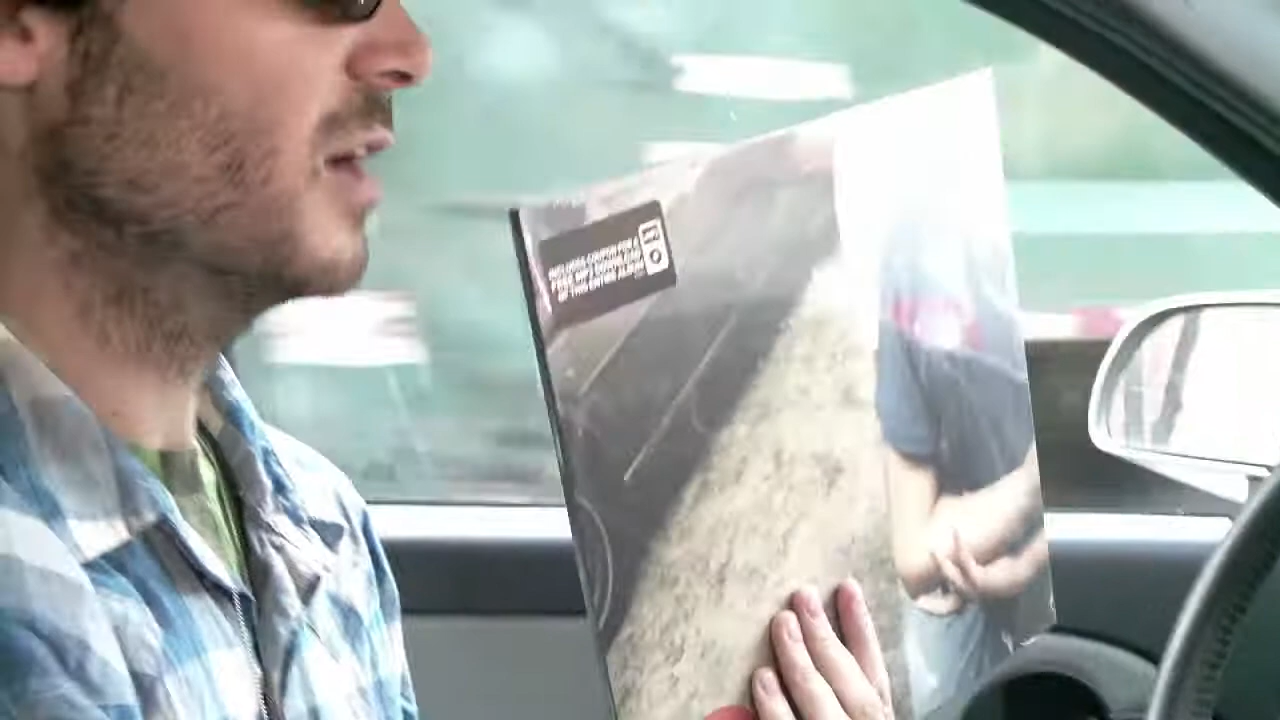 INCLUDES COUPON FOR A
FREE MP3 DOWNLOAD
OF THIS ENTIRE ALBUM